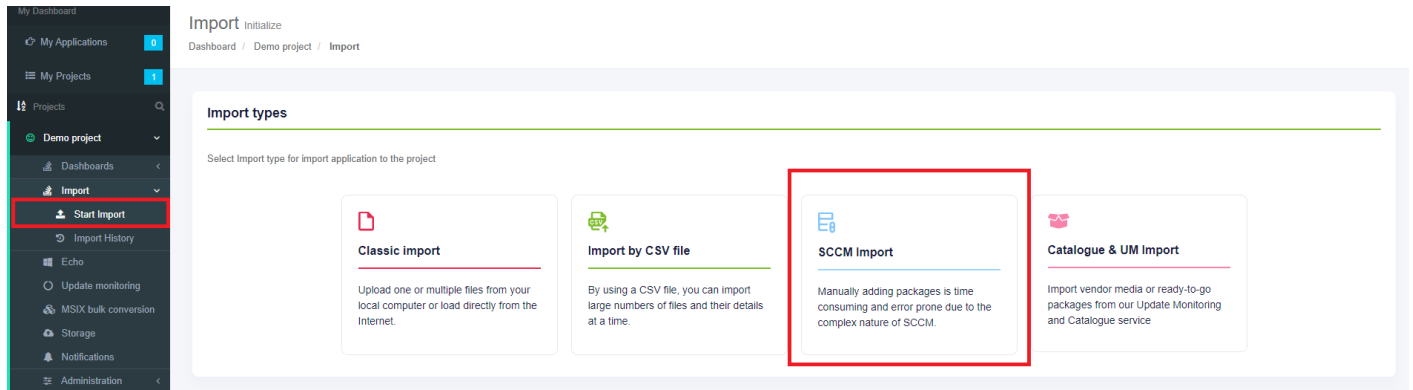 My Dashboard
My Applications
0
My Projects
1
Projects
Demo project
Dashboards
Import
Start Import
Import History
Echo
Update monitoring
MSIX bulk conversion
Storage
Notifications
Administration
Import Initialize
Dashboard / Demo project / Import
Import types
Select Import type for import application to the project
Classic import
Upload one or multiple files from your
local computer or load directly from the
Internet.
CSV
Import by CSV file
By using a CSV file, you can import
large numbers of files and their details
at a time.
SCCM Import
Manually adding packages is time
consuming and error prone due to the
complex nature of SCCM.
Catalogue & UM Import
Import vendor media or ready-to-go
packages from our Update Monitoring
and Catalogue service